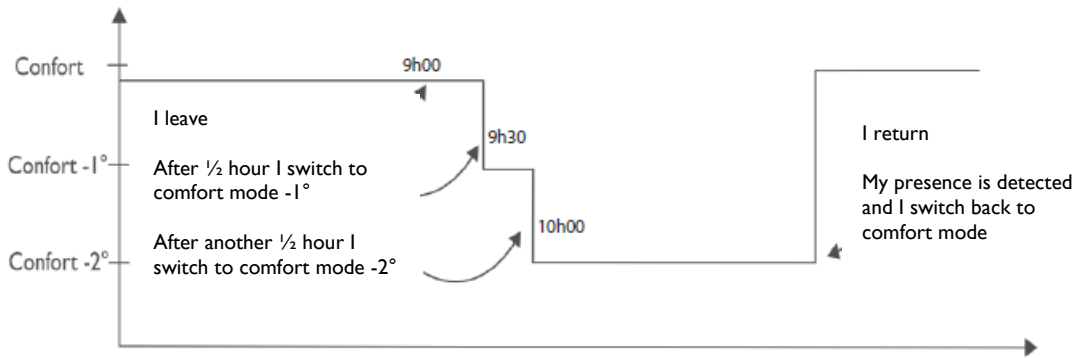 Confort
9h00
I leave
After ½ hour I switch to
comfort mode -1°
9h30
Confort -1°
After another ½ hour I
switch to comfort mode -2°
10h00
Confort -2°
I return
My presence is detected
and I switch back to
comfort mode